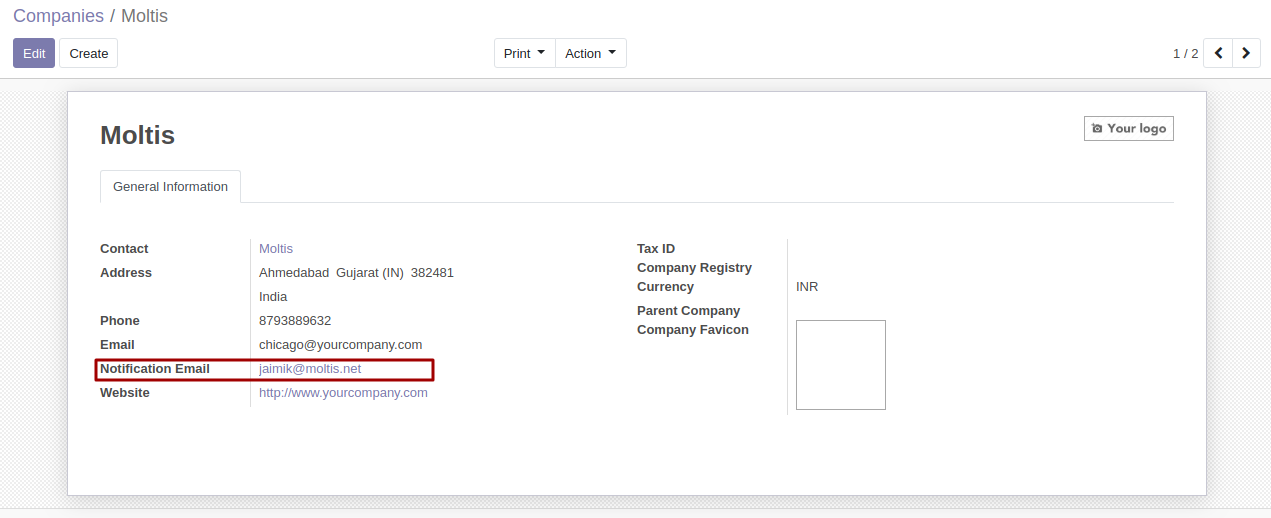 Companies / Moltis
Edit Create Print Action 1 / 2
Moltis
Your logo
General Information
Contact Moltis
Address Ahmedabad Gujarat (IN) 382481
India
Phone 8793889632
Email chicago@yourcompany.com
Notification Email jaimik@moltis.net
Website http://www.yourcompany.com
Tax ID
Company Registry
Currency INR
Parent Company
Company Favicon